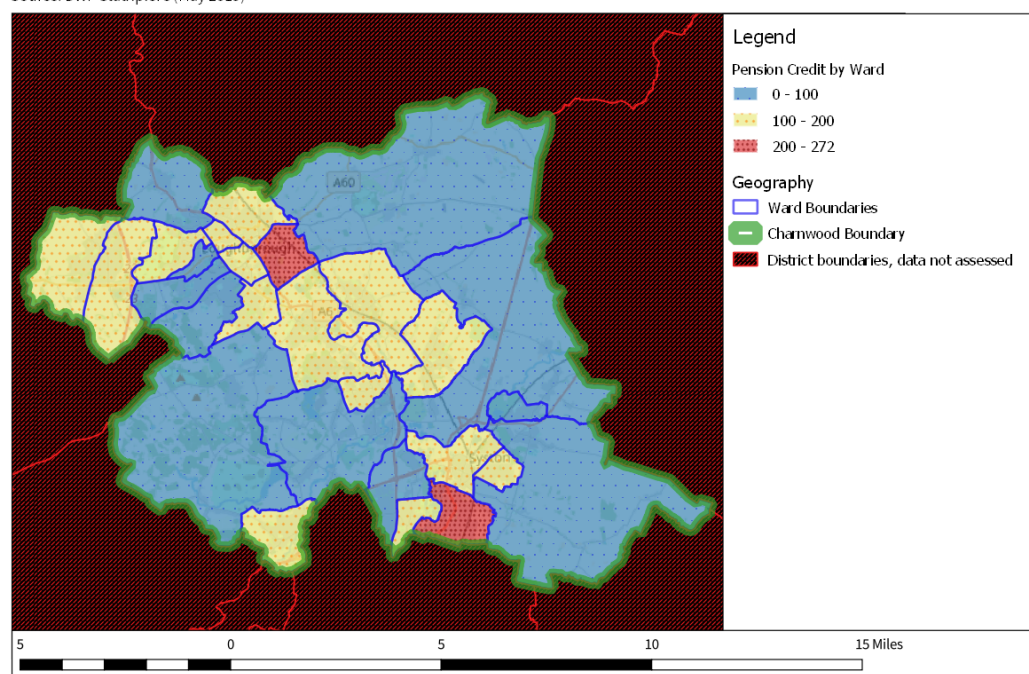 Legend
Pension Credit by Ward
0 - 100
100 - 200
200 - 272
Geography
Ward Boundaries
Charnwood Boundary
District boundaries, data not assessed
A60
A6
5 0 5 10 15 Miles